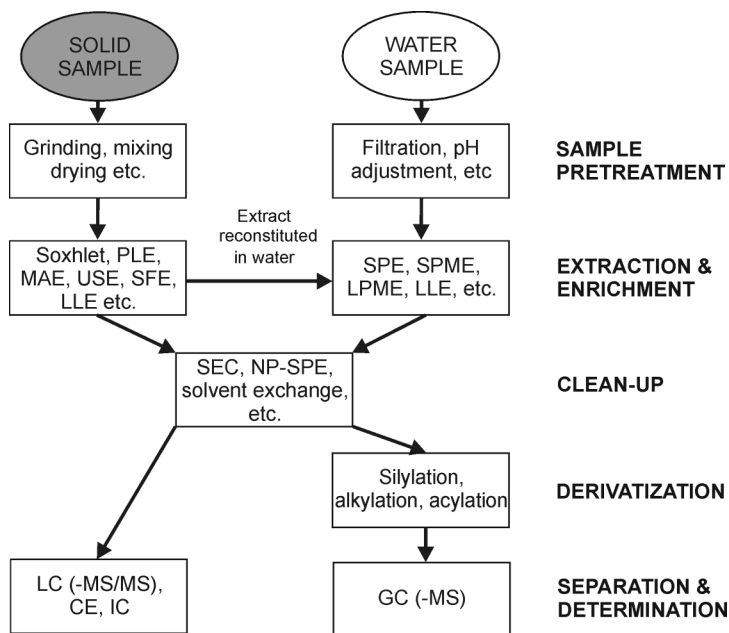 SOLID
SAMPLE
WATER
SAMPLE
Grinding, mixing
drying etc.
Filtration, pH
adjustment, etc
SAMPLE
PRETREATMENT
Soxhlet, PLE,
MAE, USE, SFE,
LLE etc.
Extract
reconstituted
in water
SPE, SPME,
LPME, LLE, etc.
EXTRACTION &
ENRICHMENT
SEC, NP-SPE,
solvent exchange,
etc.
CLEAN-UP
Silylation,
alkylation, acylation
DERIVATIZATION
LC (-MS/MS),
CE, IC
GC (-MS)
SEPARATION &
DETERMINATION